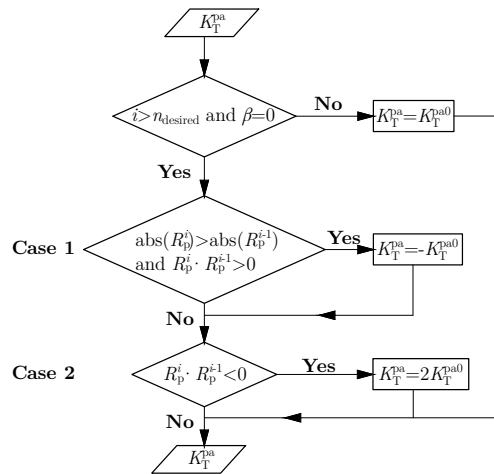 K_T^pa
i>n_desired and β=0
No
K_T^pa=K_T^pa0
Yes
Case 1
abs(R_p^i)>abs(R_p^i-1)
and R_p^i · R_p^i-1>0
Yes
K_T^pa=-K_T^pa0
No
Case 2
R_p^i · R_p^i-1<0
Yes
K_T^pa=2K_T^pa0
No
K_T^pa